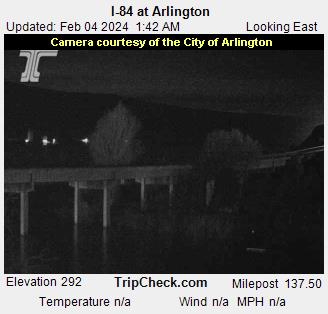 I-84 at Arlington
Updated: Feb 04 2024 1:42 AM Looking East
Camera courtesy of the City of Arlington
Elevation 292 TripCheck.com Milepost 137.50
Temperature n/a Wind n/a MPH n/a